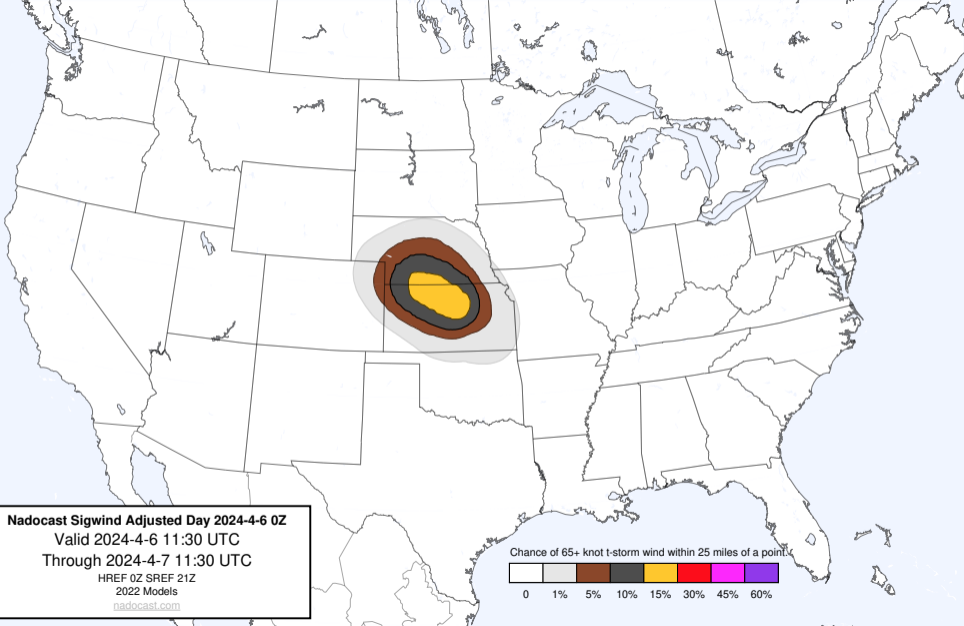 Nadocast Sigwind Adjusted Day 2024-4-6 0Z
Valid 2024-4-6 11:30 UTC
Through 2024-4-7 11:30 UTC
HREF 0Z SREF 21Z
2022 Models
nadocast.com
Chance of 65+ knot t-storm wind within 25 miles of a point.
0 1% 5% 10% 15% 30% 45% 60%